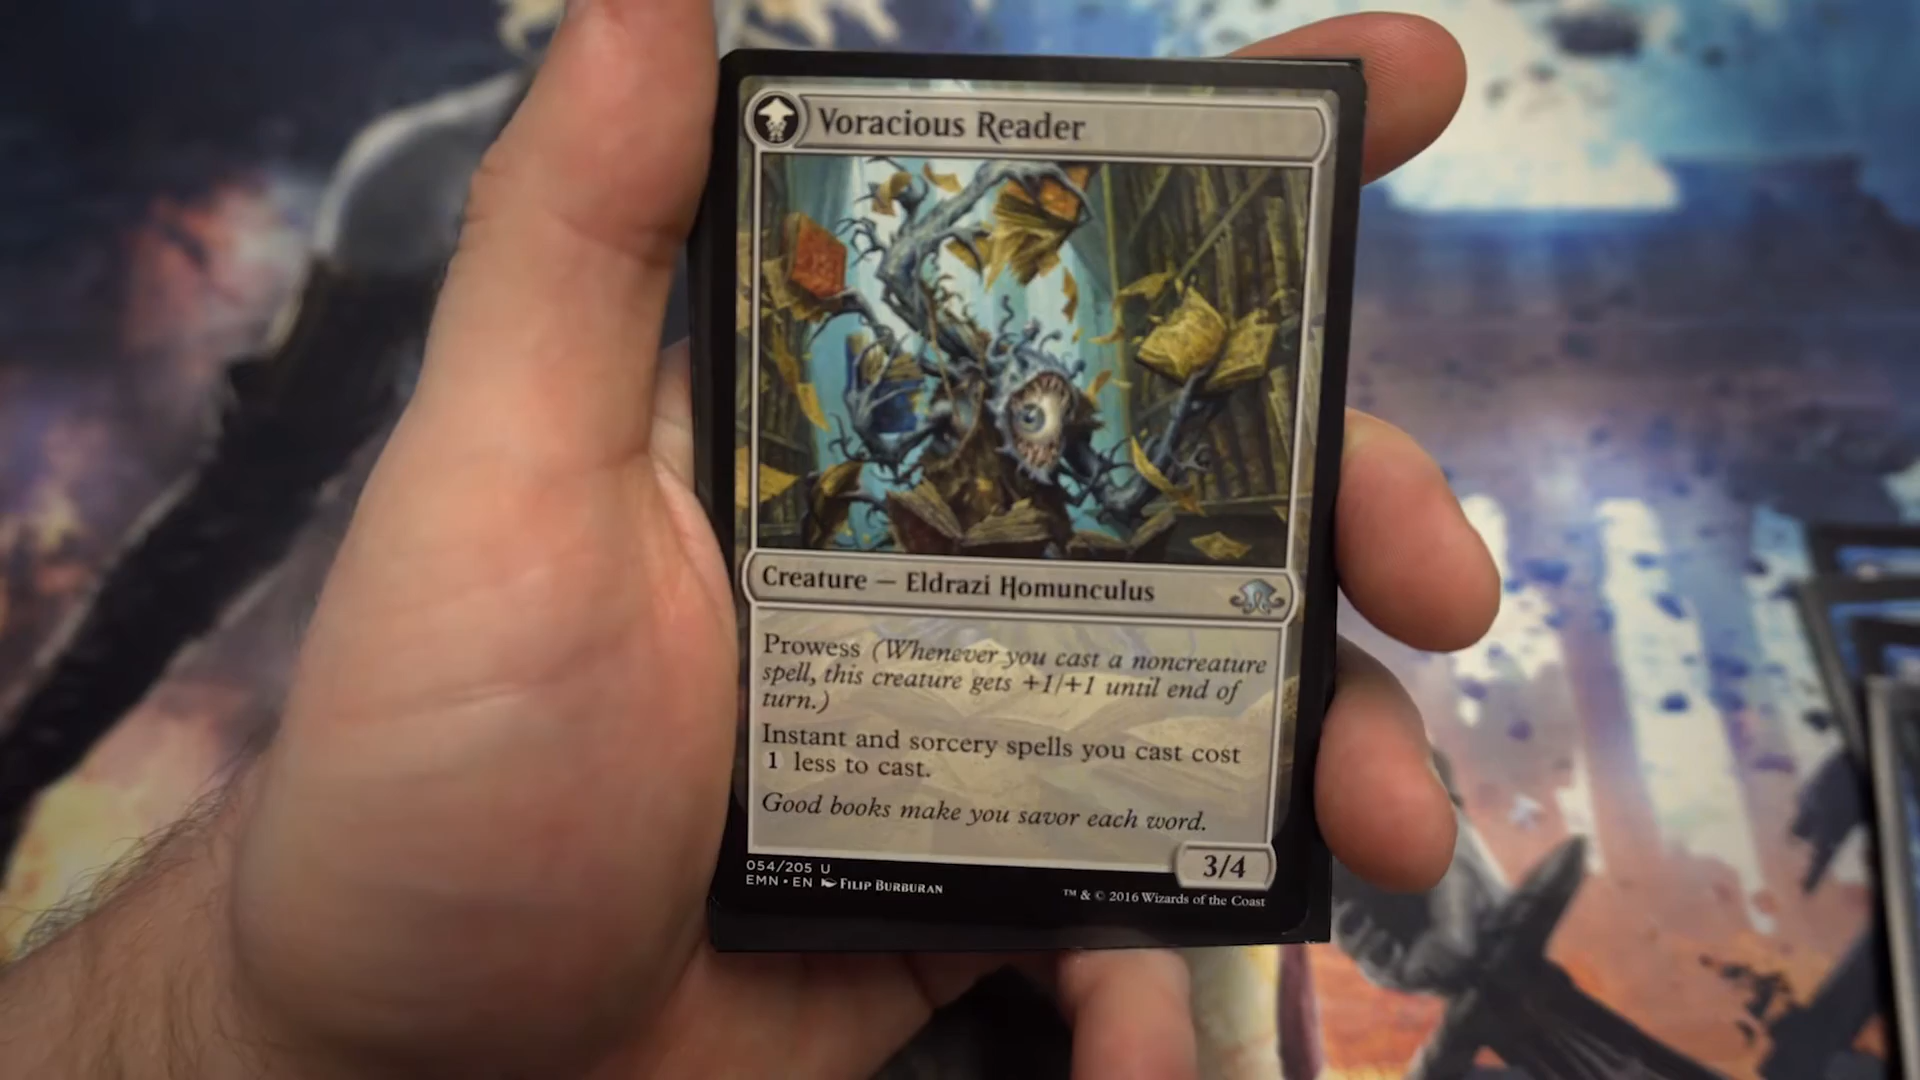 Voracious Reader
Creature — Eldrazi Homunculus
Prowess (Whenever you cast a noncreature
spell, this creature gets +1/+1 until end of
turn.)
Instant and sorcery spells you cast cost
1 less to cast.
Good books make you savor each word.
3/4
054/205 U
EMN • EN Filip Burburan
™ & © 2016 Wizards of the Coast